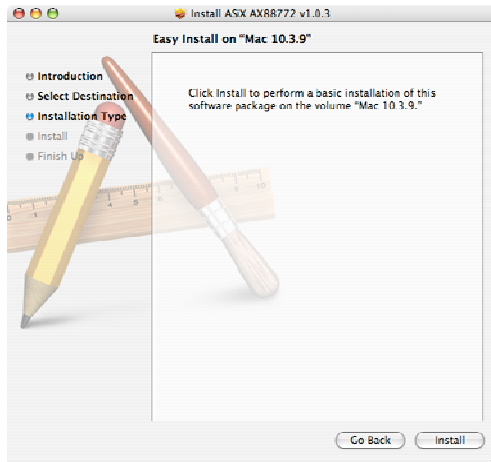 Install ASIX AX88772 v1.0.3
Easy Install on “Mac 10.3.9”
Introduction
Select Destination
Installation Type
Install
Finish Up
Click Install to perform a basic installation of this
software package on the volume “Mac 10.3.9.”
Go Back
Install